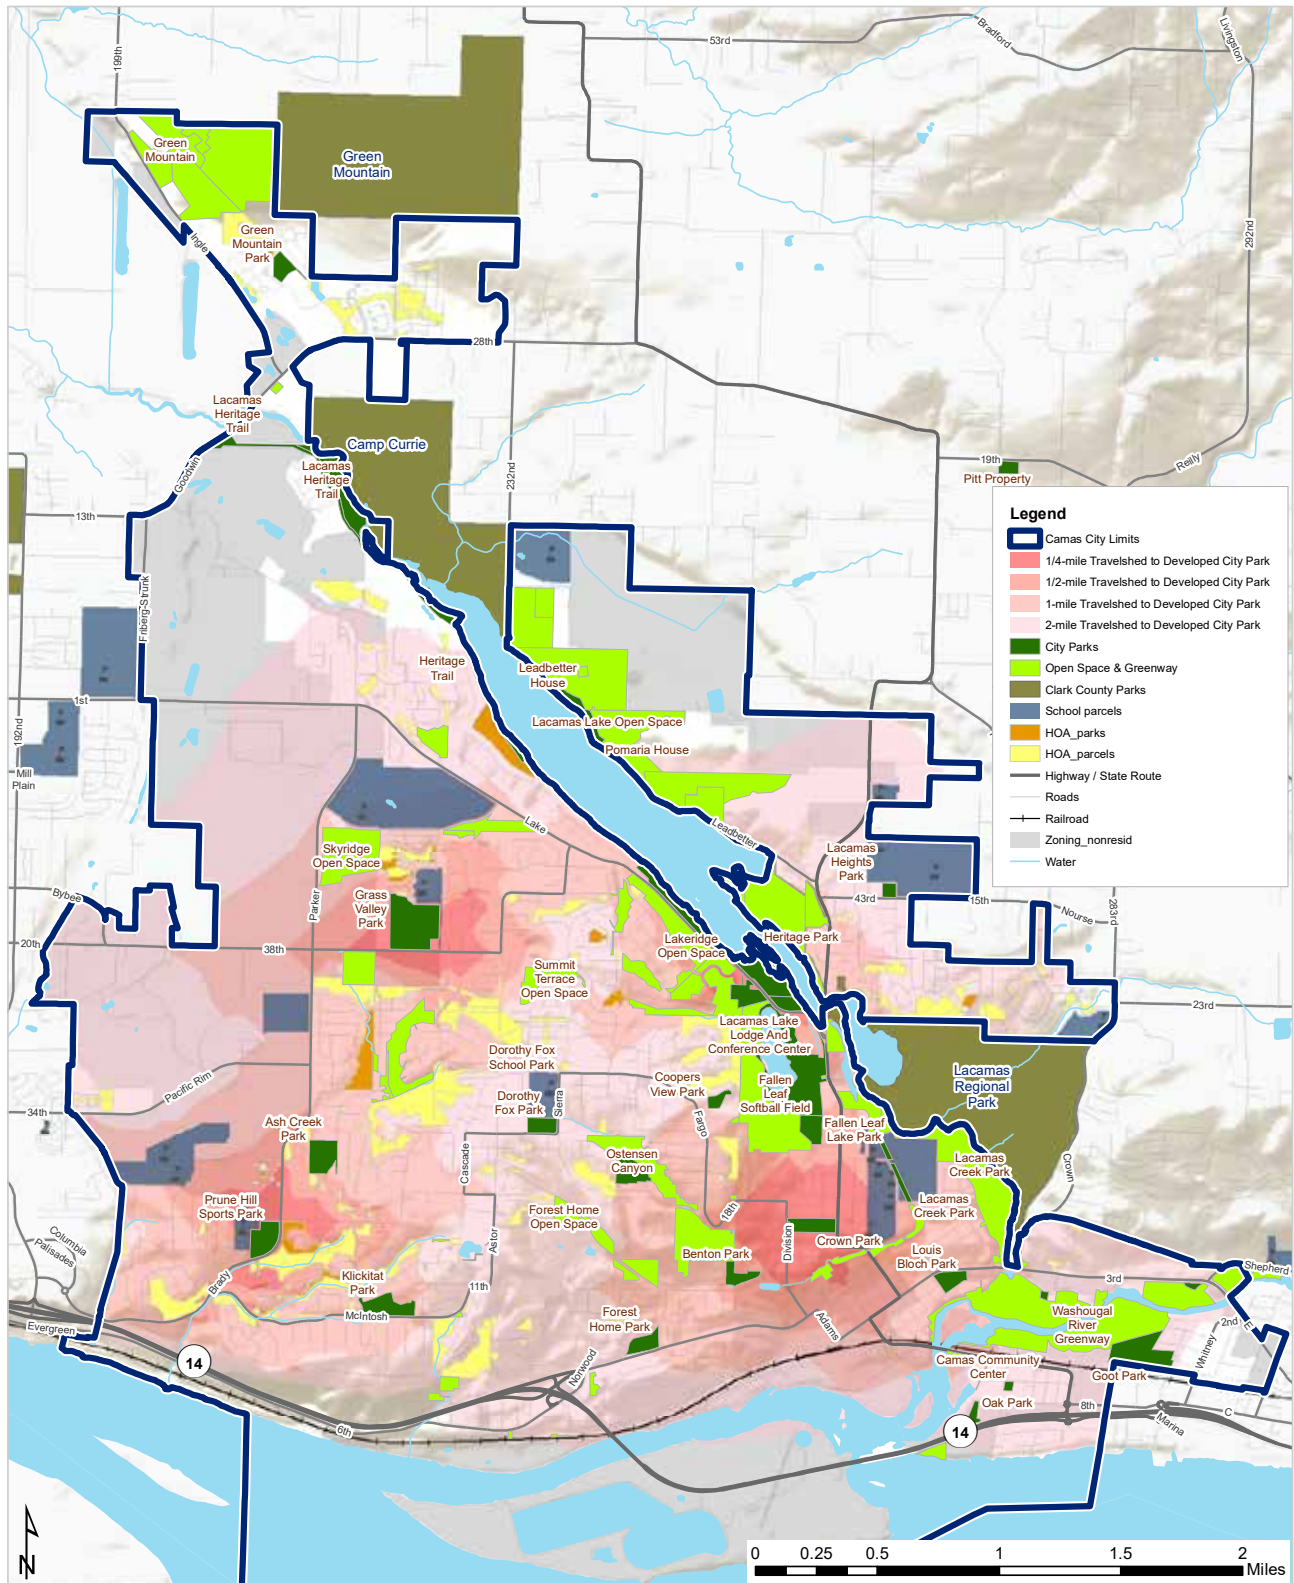 53rd
Bradford
Livingston
199th
Green
Mountain
Green
Mountain
Green
Mountain
Park
Ingle
292nd
28th
Lacamas
Heritage
Trail
Camp Currie
Goodwin
Lacamas
Heritage
Trail
232nd
19th
Reilly
Pitt Property
13th
Friberg-Strunk
Legend
Camas City Limits
1/4-mile Travelshed to Developed City Park
1/2-mile Travelshed to Developed City Park
1-mile Travelshed to Developed City Park
2-mile Travelshed to Developed City Park
City Parks
Open Space & Greenway
Clark County Parks
School parcels
HOA_parks
HOA_parcels
Highway / State Route
Roads
Railroad
Zoning_nonresid
Water
Heritage
Trail
Leadbetter
House
1st
192nd
Lacamas Lake Open Space
Pomaria House
Mill
Plain
Lake
Leadbetter
Skyridge
Open Space
Lacamas
Heights
Park
Bybee
Parker
Grass
Valley
Park
43rd
15th
Nourse
283rd
20th
38th
Lakeridge
Open Space
Heritage Park
Summit
Terrace
Open Space
23rd
Lacamas Lake
Lodge And
Conference Center
Dorothy Fox
School Park
Pacific Rim
Coopers
View Park
Fallen
Leaf
Softball Field
Lacamas
Regional
Park
34th
Dorothy
Fox Park
Sierra
Ash Creek
Park
Fargo
Fallen Leaf
Lake Park
Cascade
Ostensen
Canyon
Lacamas
Creek Park
Crown
Prune Hill
Sports Park
Lacamas
Creek Park
Forest Home
Open Space
18th
Columbia
Palisades
Astor
Division
Crown Park
Benton Park
Louis
Bloch Park
Shepherd
Brady
Klickitat
Park
11th
3rd
McIntosh
Forest
Home Park
Adams
Washougal
River
Greenway
2nd
E
Whitney
Evergreen
14
Norwood
Camas Community
Center
Goot Park
Oak Park
8th
C
Marina
6th
14
N
0
0.25
0.5
1
1.5
2
Miles